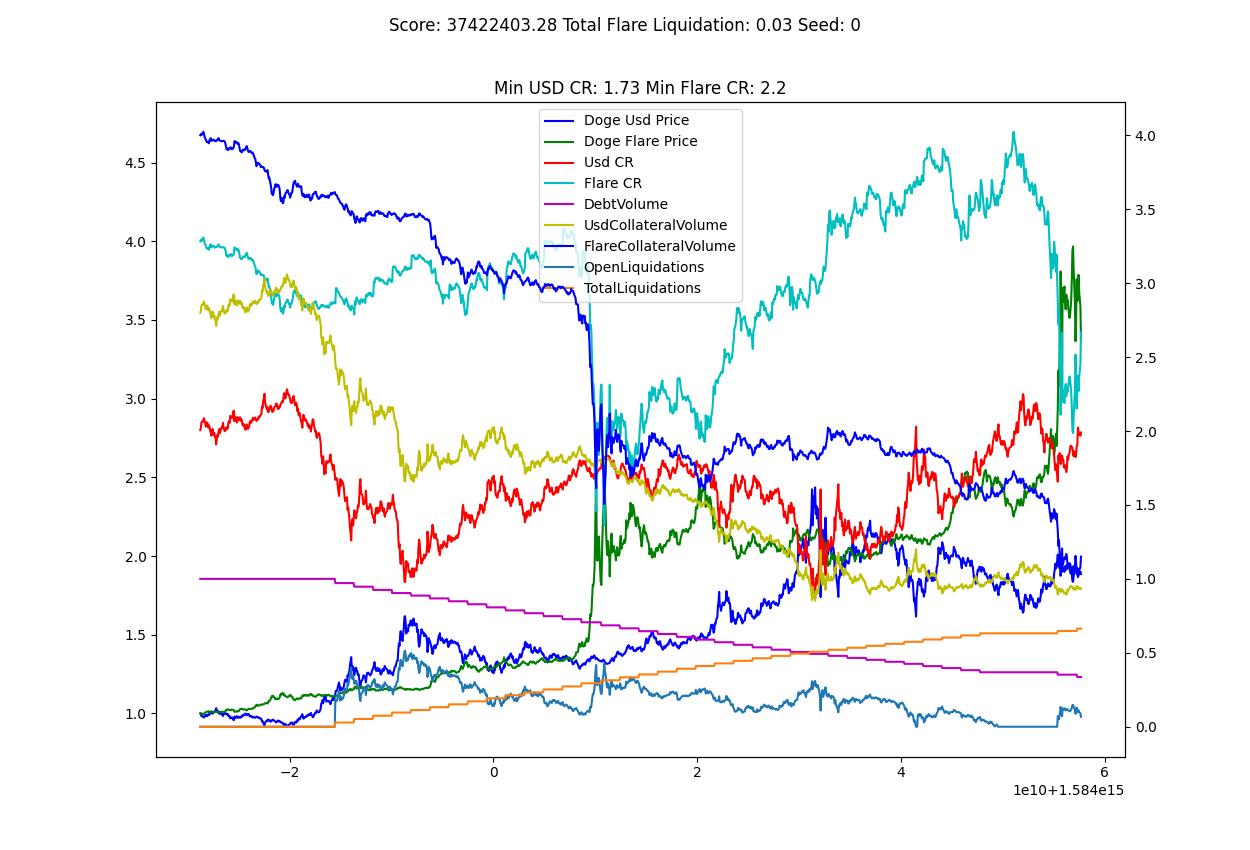 Score: 37422403.28 Total Flare Liquidation: 0.03 Seed: 0
Min USD CR: 1.73 Min Flare CR: 2.2
Doge Usd Price
Doge Flare Price
Usd CR
Flare CR
DebtVolume
UsdCollateralVolume
FlareCollateralVolume
OpenLiquidations
TotalLiquidations
4.5
4.0
3.5
3.0
2.5
2.0
1.5
1.0
4.0
3.5
3.0
2.5
2.0
1.5
1.0
0.5
0.0
−2
0
2
4
6
1e10+1.584e15